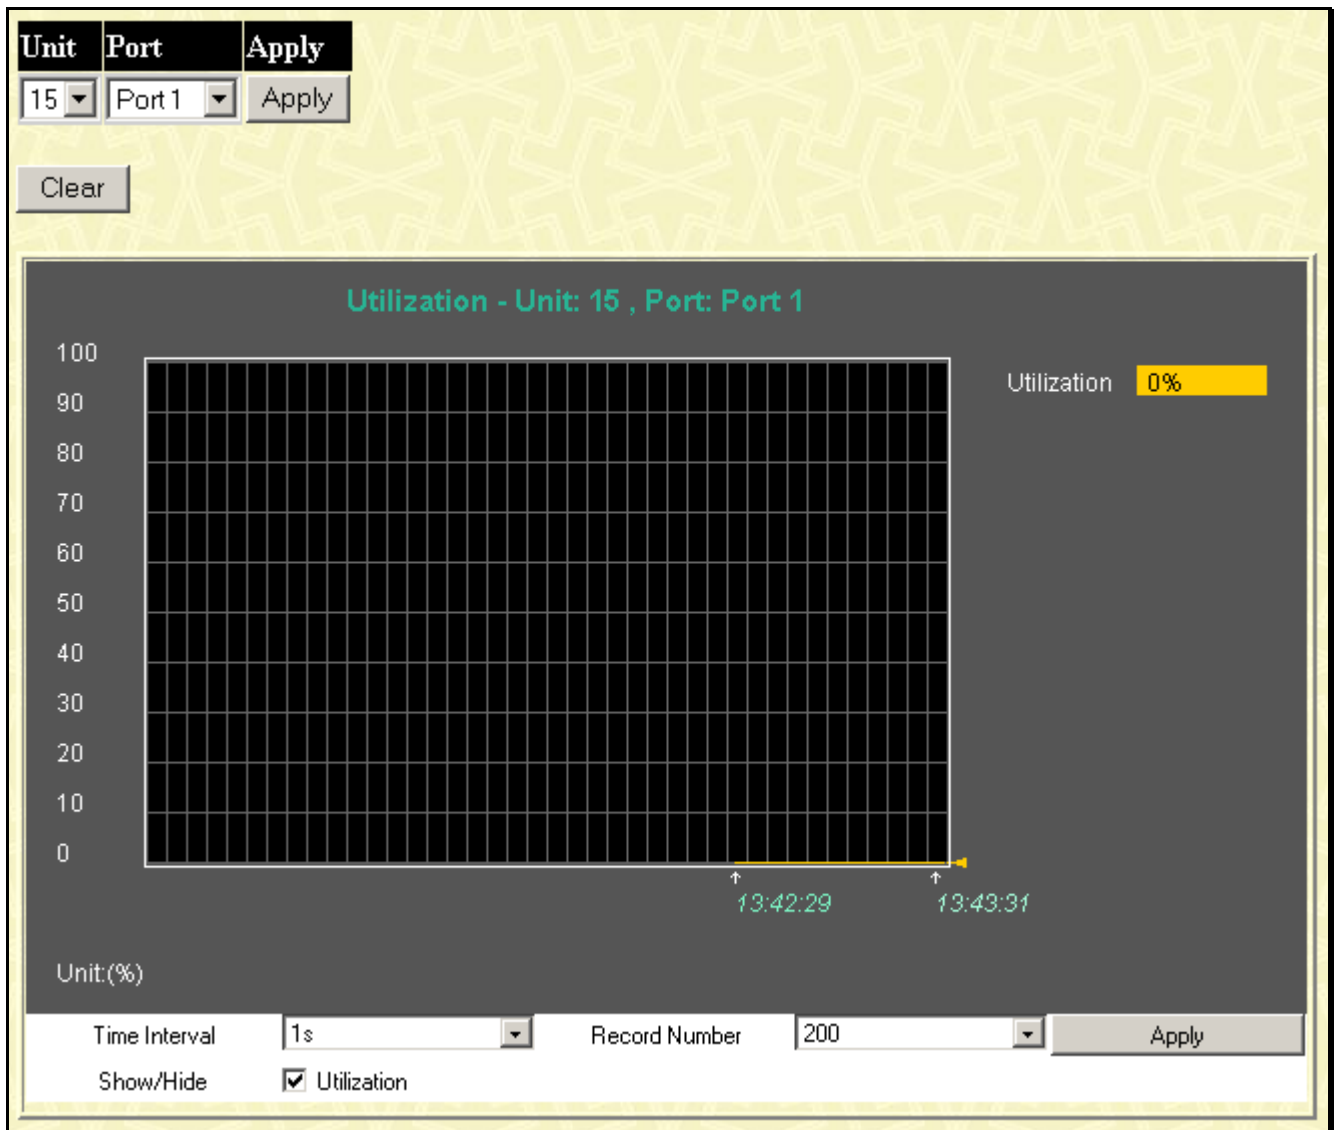 Unit Port Apply
15 Port 1 Apply
Clear
Utilization - Unit: 15 , Port: Port 1
100
Utilization 0%
90
80
70
60
50
40
30
20
10
0
13:42:29 13:43:31
Unit:(%)
Time Interval 1s Record Number 200 Apply
Show/Hide Utilization